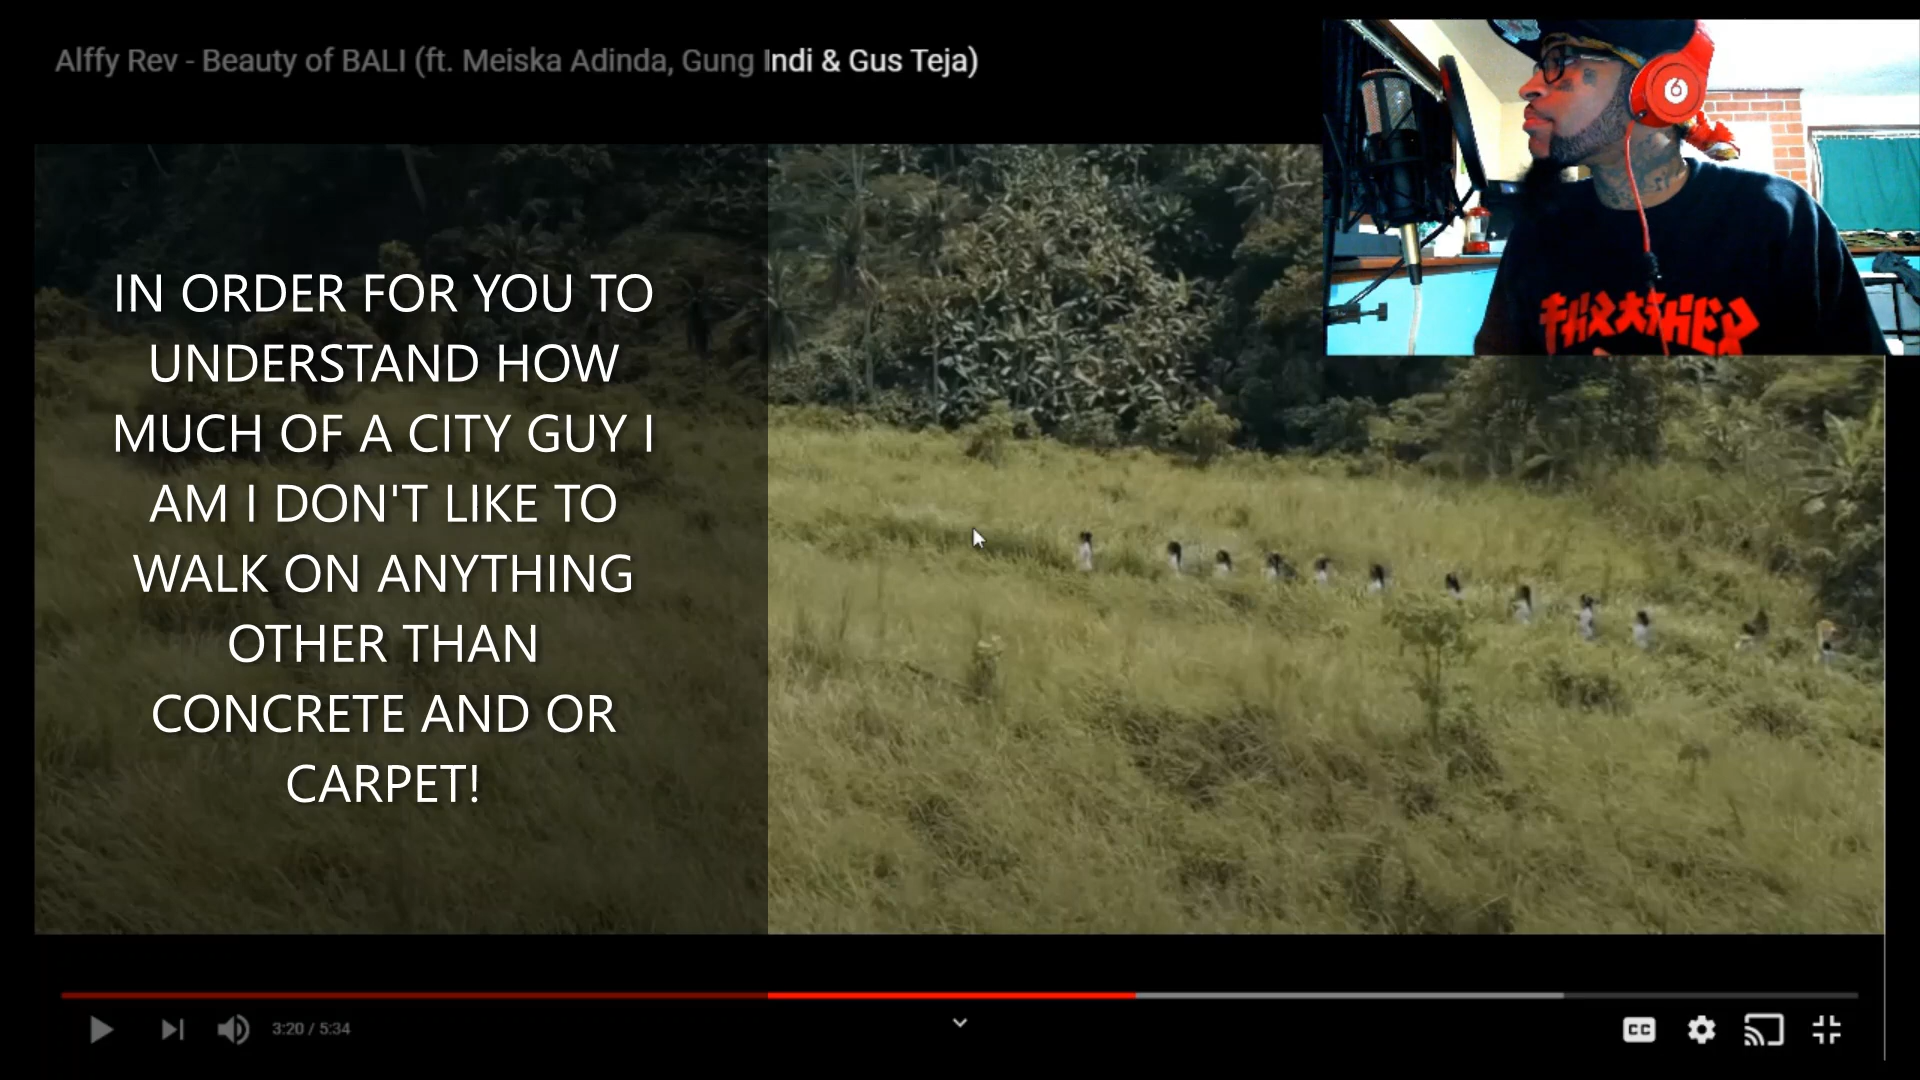 Alffy Rev - Beauty of BALI (ft. Meiska Adinda, Gung Indi & Gus Teja)
THRASHER
IN ORDER FOR YOU TO
UNDERSTAND HOW
MUCH OF A CITY GUY I
AM I DON'T LIKE TO
WALK ON ANYTHING
OTHER THAN
CONCRETE AND OR
CARPET!
3:20 / 5:34
CC